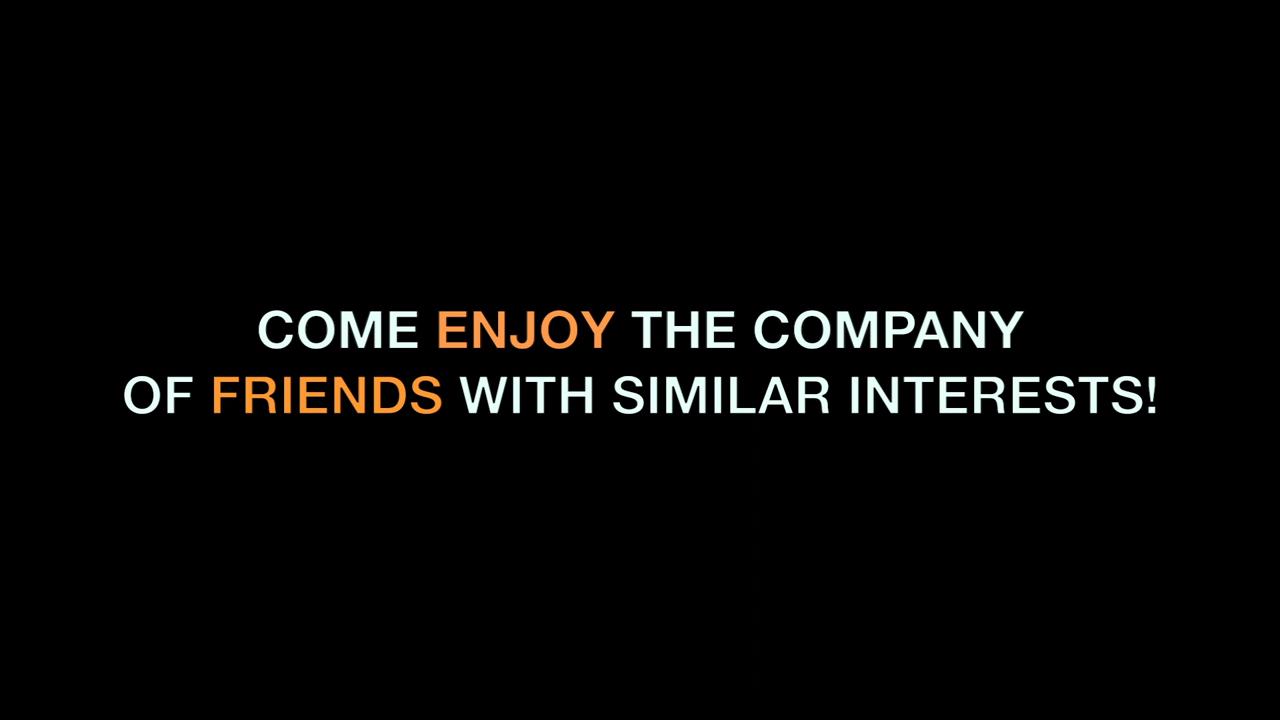 COME ENJOY THE COMPANY
OF FRIENDS WITH SIMILAR INTERESTS!